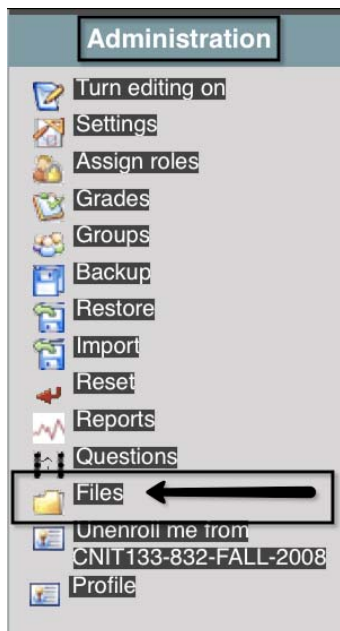 Administration
Turn editing on
Settings
Assign roles
Grades
Groups
Backup
Restore
Import
Reset
Reports
Questions
Files
Unenroll me from
CNIT133-832-FALL-2008
Profile